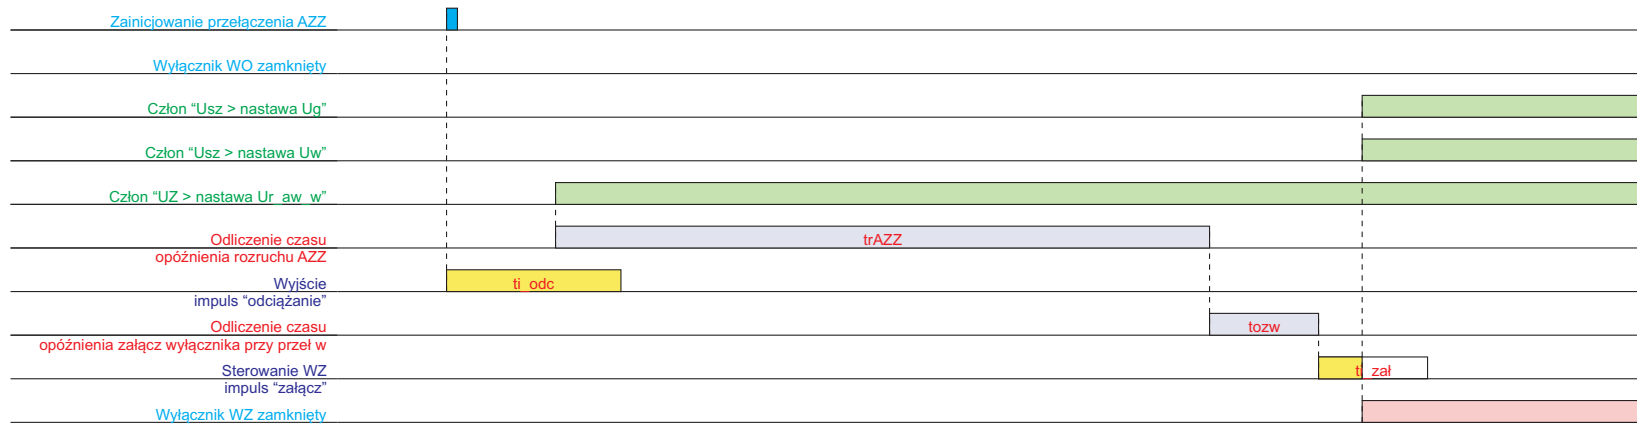 Zainicjowanie przełączenia AZZ
Wyłącznik WO zamknięty
Człon “Usz > nastawa Ug”
Człon “Usz > nastawa Uw”
Człon “UZ > nastawa Ur_aw_w”
Odliczenie czasu
opóźnienia rozruchu AZZ
trAZZ
Wyjście
impuls “odciążanie”
ti_odc
Odliczenie czasu
opóźnienia załącz wyłącznika przy przeł w
tozw
Sterowanie WZ
impuls “załącz”
ti_zał
Wyłącznik WZ zamknięty